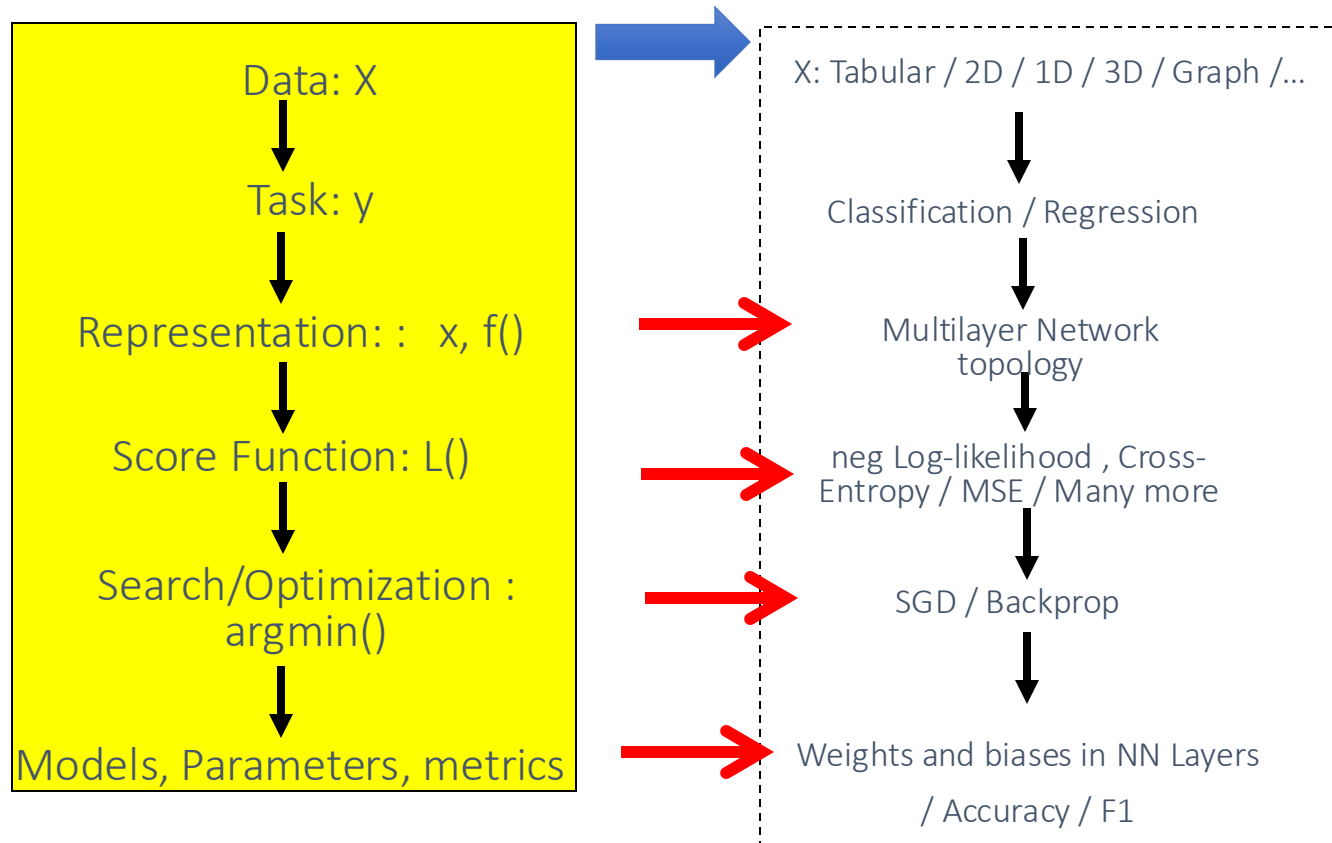 Data: X
Task: y
Representation: : x, f()
Score Function: L()
Search/Optimization :
argmin()
Models, Parameters, metrics
X: Tabular / 2D / 1D / 3D / Graph /...
Classification / Regression
Multilayer Network
topology
neg Log-likelihood , Cross-
Entropy / MSE / Many more
SGD / Backprop
Weights and biases in NN Layers
/ Accuracy / F1